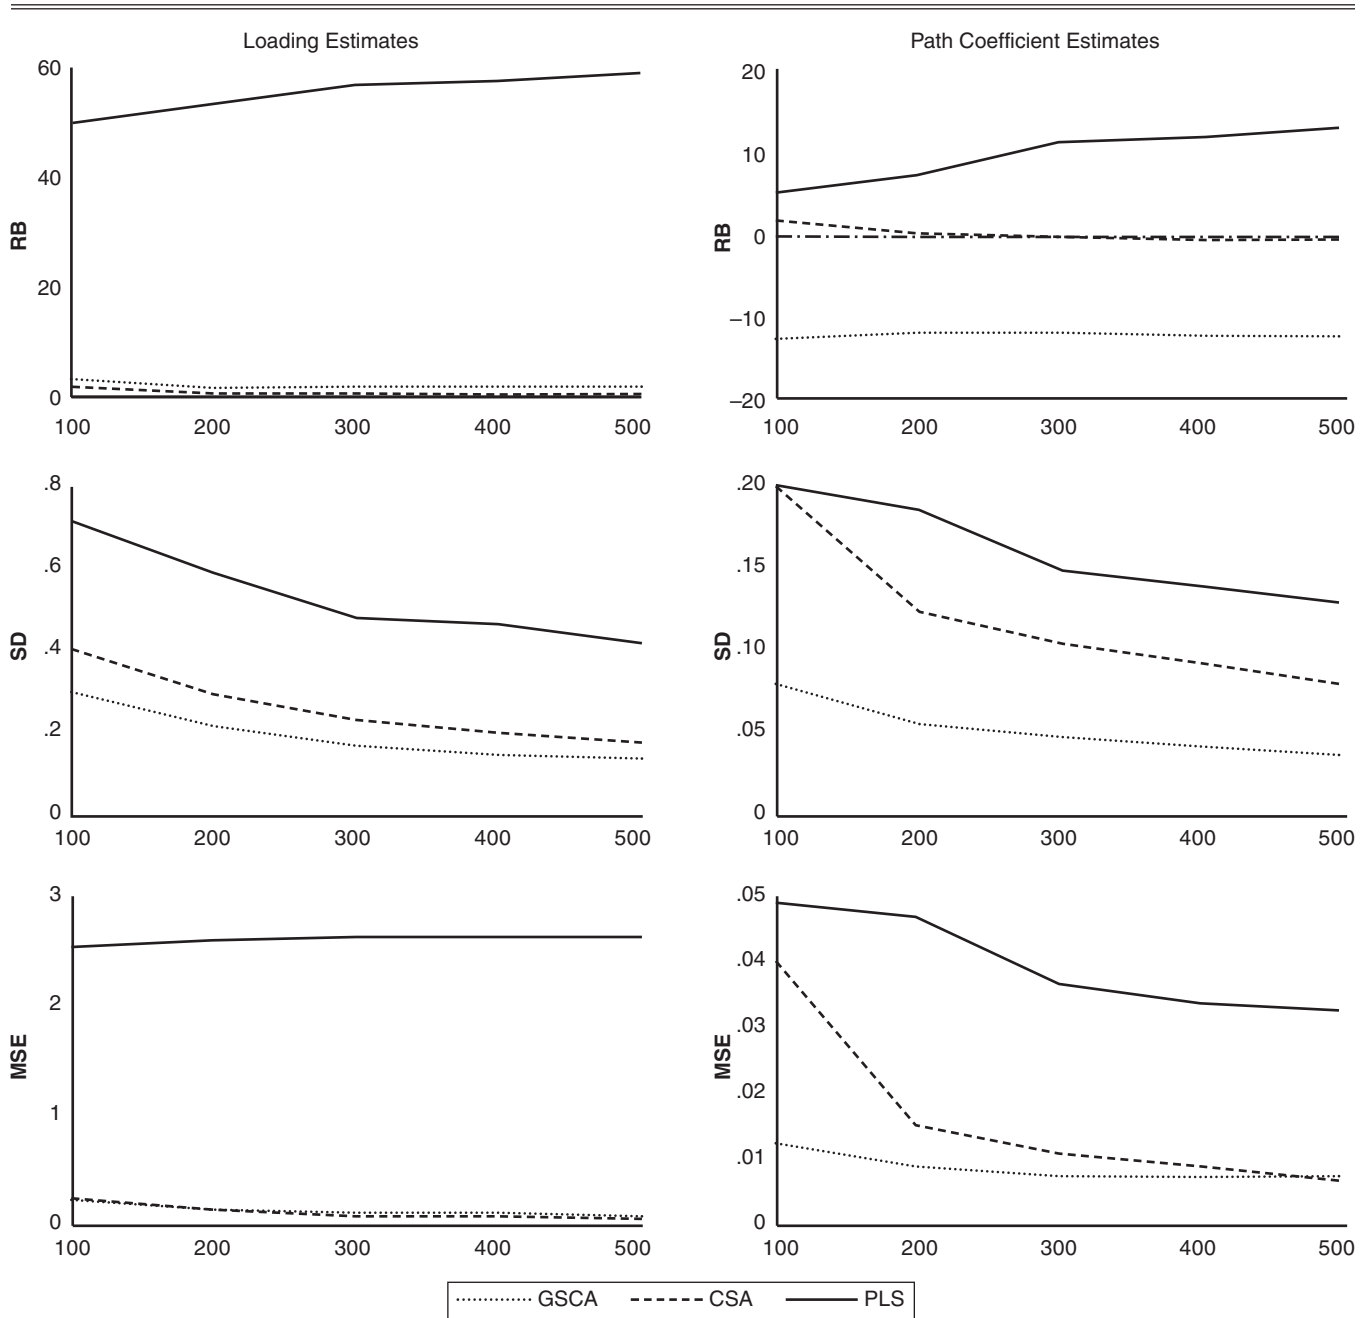 Loading Estimates
60
40
20
0
RB
100 200 300 400 500
Path Coefficient Estimates
20
10
0
–10
–20
RB
100 200 300 400 500
.8
.6
.4
.2
0
SD
100 200 300 400 500
.20
.15
.10
.05
0
SD
100 200 300 400 500
3
2
1
0
MSE
100 200 300 400 500
.05
.04
.03
.02
.01
0
MSE
100 200 300 400 500
GSCA CSA PLS